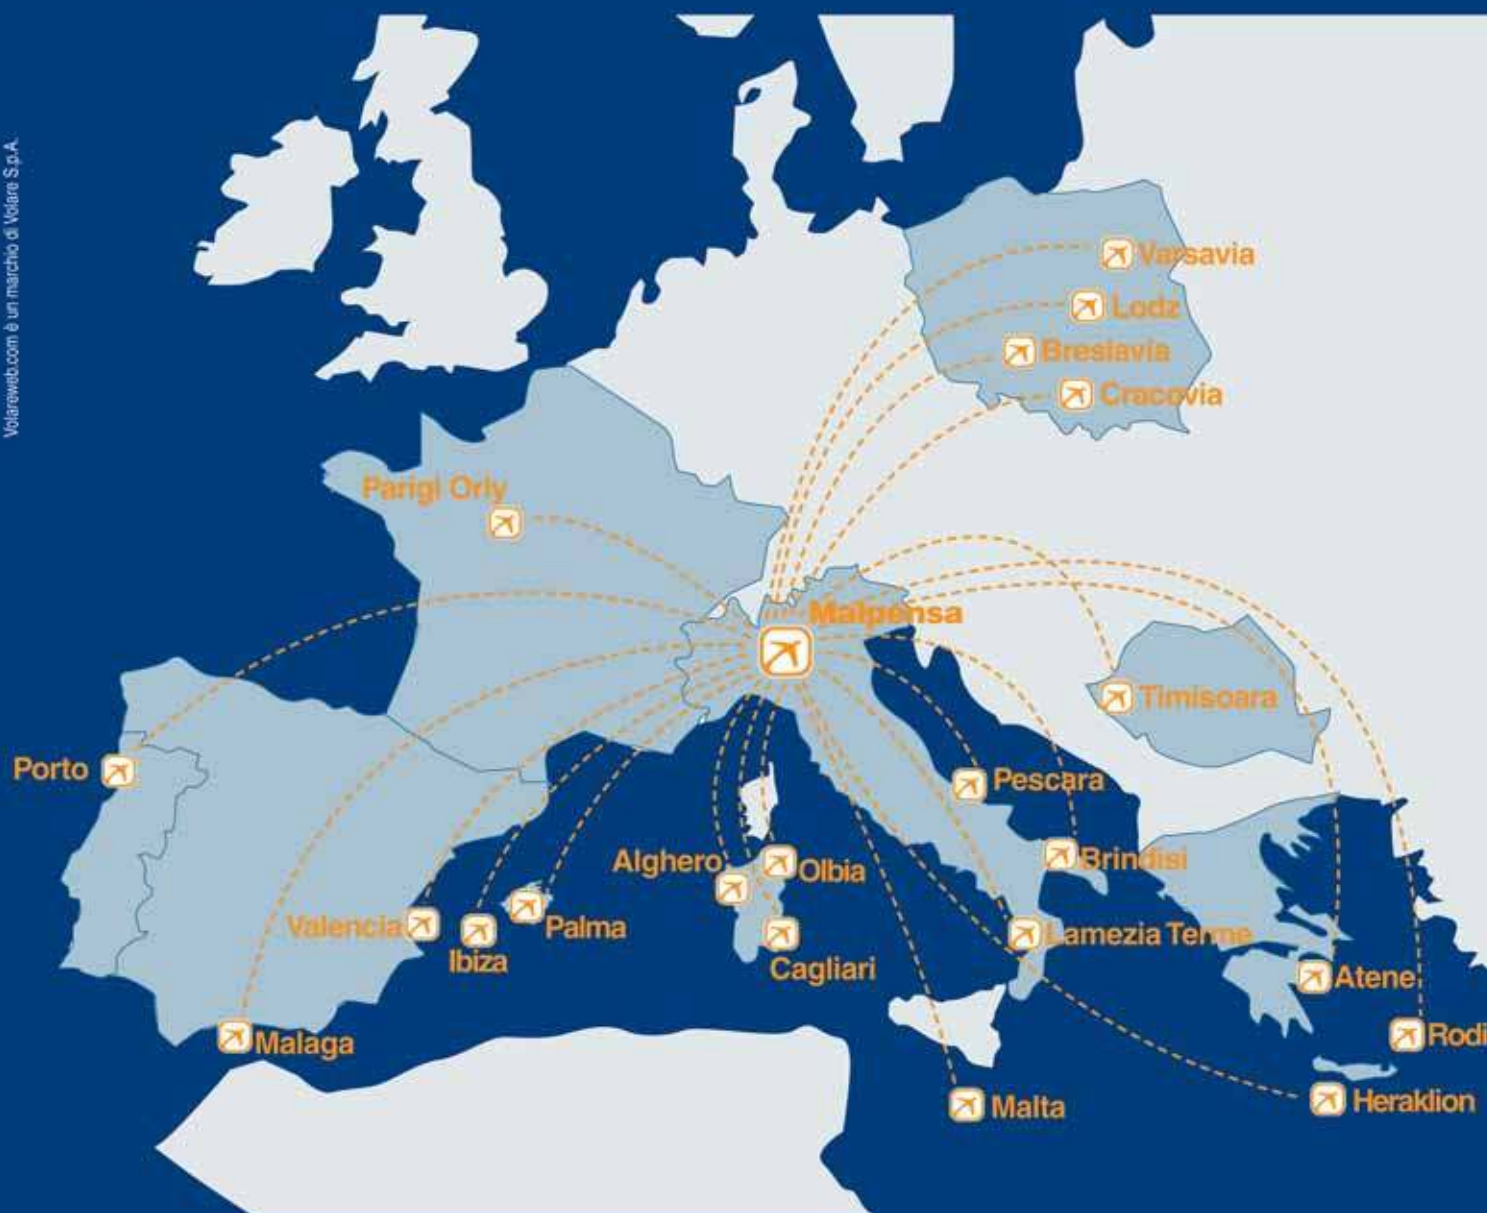 Volareweb.com è un marchio di Volare S.p.A.
Varsavia
Lodz
Breslavia
Cracovia
Parigi Orly
Malpensa
Timisoara
Porto
Pescara
Brindisi
Alghero
Olbia
Valencia
Ibiza
Palma
Lamezia Terme
Cagliari
Atene
Malaga
Rodi
Malta
Heraklion